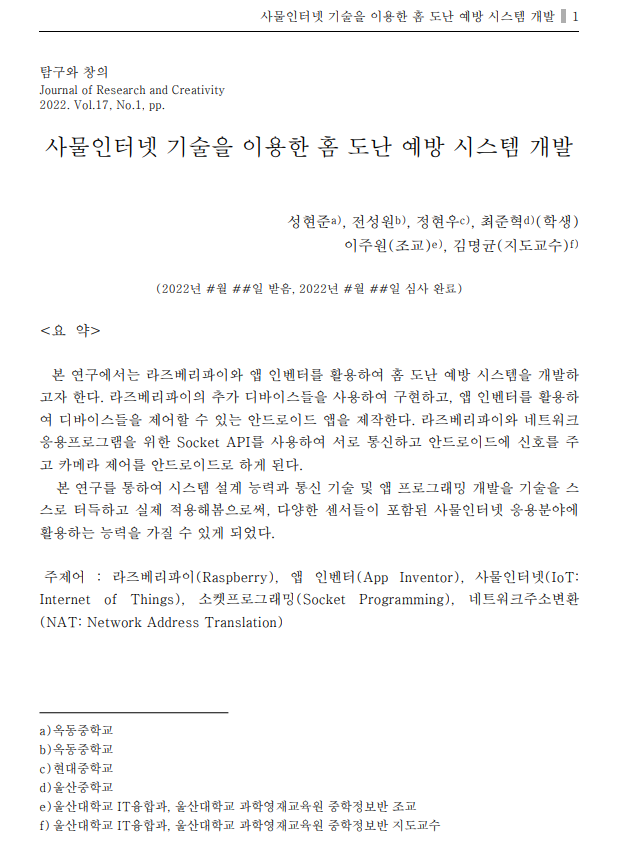 사물인터넷 기술을 이용한 홈 도난 예방 시스템 개발 1
탐구와 창의
Journal of Research and Creativity
2022. Vol.17, No.1, pp.
사물인터넷 기술을 이용한 홈 도난 예방 시스템 개발
성현준a), 전성원b), 정현우c), 최준혁d)(학생)
이주원(조교)e), 김명균(지도교수)f)
(2022년 #월 ##일 받음, 2022년 #월 ##일 심사 완료)
<요 약>
본 연구에서는 라즈베리파이와 앱 인벤터를 활용하여 홈 도난 예방 시스템을 개발하
고자 한다. 라즈베리파이의 추가 디바이스들을 사용하여 구현하고, 앱 인벤터를 활용하
여 디바이스들을 제어할 수 있는 안드로이드 앱을 제작한다. 라즈베리파이와 네트워크
응용프로그램을 위한 Socket API를 사용하여 서로 통신하고 안드로이드에 신호를 주
고 카메라 제어를 안드로이드로 하게 된다.
본 연구를 통하여 시스템 설계 능력과 통신 기술 및 앱 프로그래밍 개발을 기술을 스
스로 터득하고 실제 적용해봄으로써, 다양한 센서들이 포함된 사물인터넷 응용분야에
활용하는 능력을 가질 수 있게 되었다.
주제어 : 라즈베리파이(Raspberry), 앱 인벤터(App Inventor), 사물인터넷(IoT:
Internet of Things), 소켓프로그래밍(Socket Programming), 네트워크주소변환
(NAT: Network Address Translation)
a)옥동중학교
b)옥동중학교
c)현대중학교
d)울산중학교
e)울산대학교 IT융합과, 울산대학교 과학영재교육원 중학정보반 조교
f)울산대학교 IT융합과, 울산대학교 과학영재교육원 중학정보반 지도교수